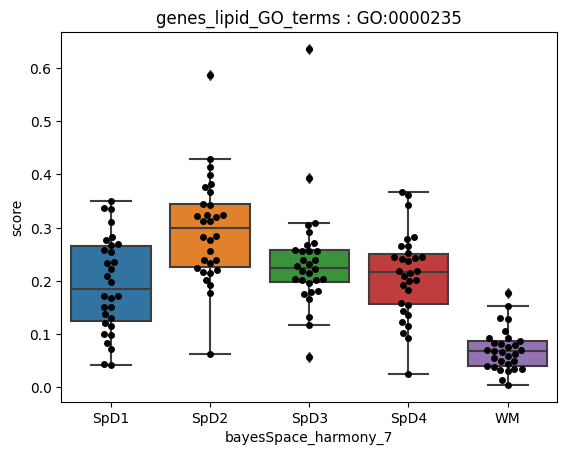 genes_lipid_GO_terms : GO:0000235
score
0.6
0.5
0.4
0.3
0.2
0.1
0.0
SpD1 SpD2 SpD3 SpD4 WM
bayesSpace_harmony_7